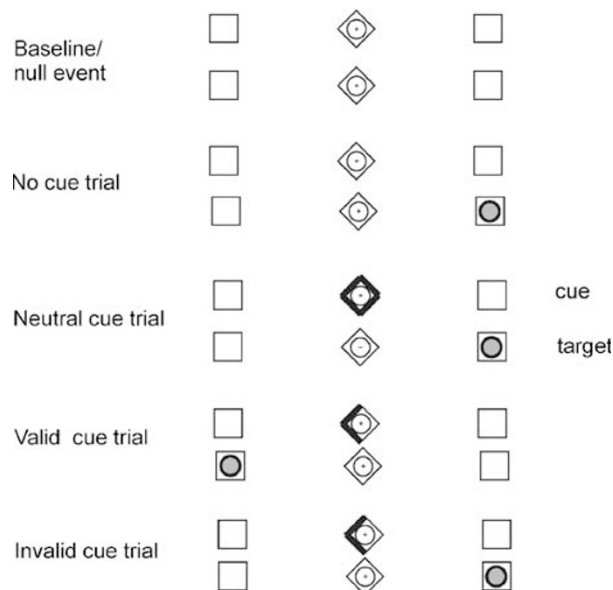 Baseline/
null event
No cue trial
Neutral cue trial
cue
target
Valid cue trial
Invalid cue trial